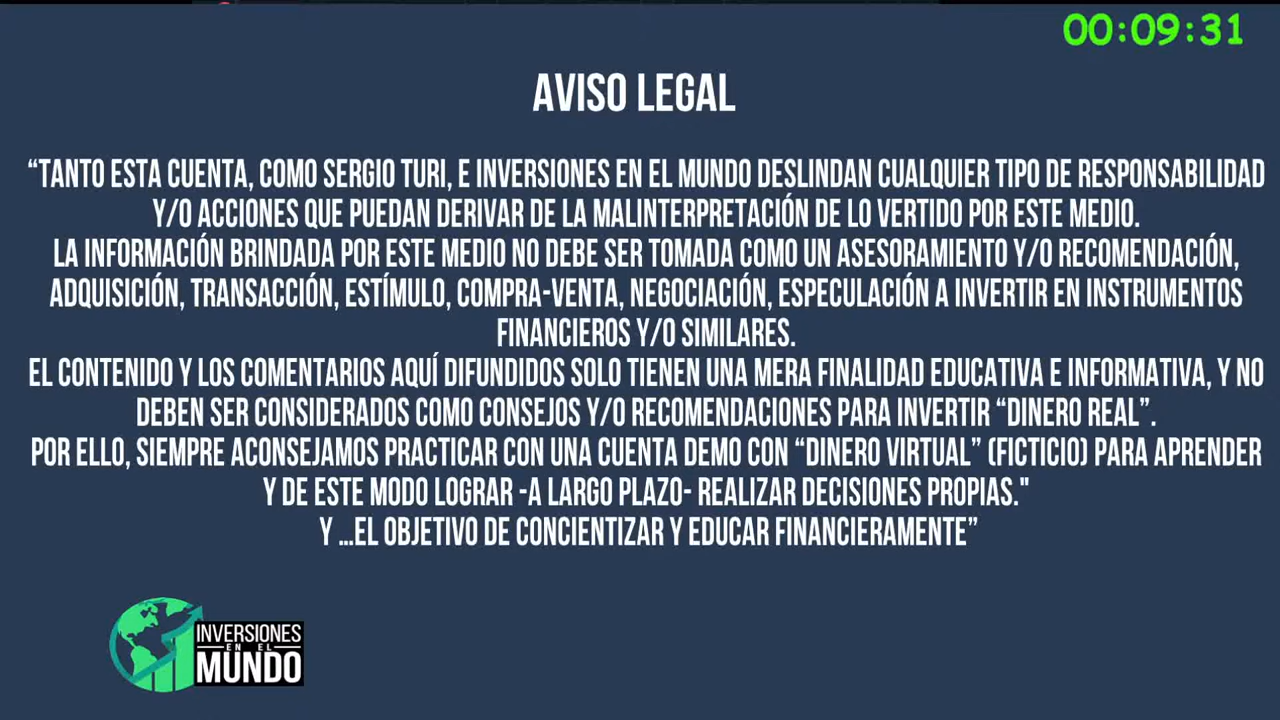 00:09:31
AVISO LEGAL
“TANTO ESTA CUENTA, COMO SERGIO TURI, E INVERSIONES EN EL MUNDO DESLINDAN CUALQUIER TIPO DE RESPONSABILIDAD
Y/O ACCIONES QUE PUEDAN DERIVAR DE LA MALINTERPRETACIÓN DE LO VERTIDO POR ESTE MEDIO.
LA INFORMACIÓN BRINDADA POR ESTE MEDIO NO DEBE SER TOMADA COMO UN ASESORAMIENTO Y/O RECOMENDACIÓN,
ADQUISICIÓN, TRANSACCIÓN, ESTÍMULO, COMPRA-VENTA, NEGOCIACIÓN, ESPECULACIÓN A INVERTIR EN INSTRUMENTOS
FINANCIEROS Y/O SIMILARES.
EL CONTENIDO Y LOS COMENTARIOS AQUÍ DIFUNDIDOS SOLO TIENEN UNA MERA FINALIDAD EDUCATIVA E INFORMATIVA, Y NO
DEBEN SER CONSIDERADOS COMO CONSEJOS Y/O RECOMENDACIONES PARA INVERTIR “DINERO REAL”.
POR ELLO, SIEMPRE ACONSEJAMOS PRACTICAR CON UNA CUENTA DEMO CON “DINERO VIRTUAL” (FICTICIO) PARA APRENDER
Y DE ESTE MODO LOGRAR -A LARGO PLAZO- REALIZAR DECISIONES PROPIAS."
Y ...EL OBJETIVO DE CONCIENTIZAR Y EDUCAR FINANCIERAMENTE”
INVERSIONES
EN EL
MUNDO